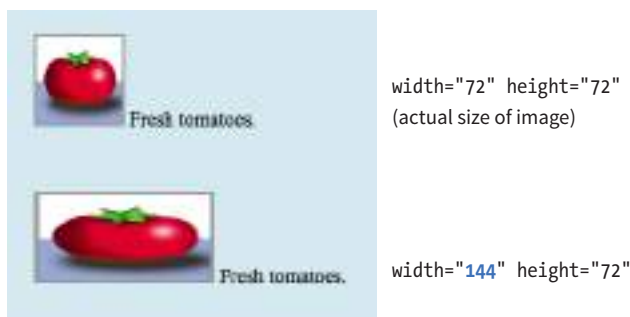 width="72" height="72"
(actual size of image)
Fresh tomatoes.
width="144" height="72"
Fresh tomatoes.